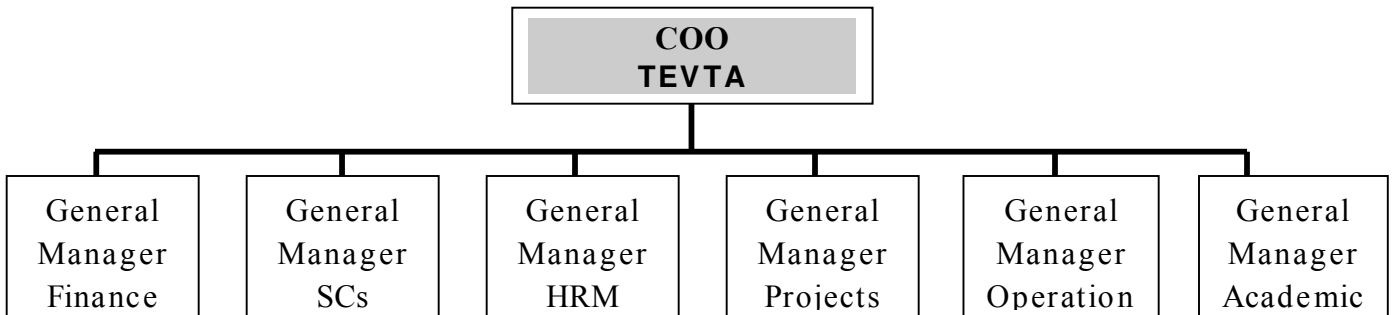 COO
TEVTA
General
Manager
Finance
General
Manager
SCs
General
Manager
HRM
General
Manager
Projects
General
Manager
Operation
General
Manager
Academic